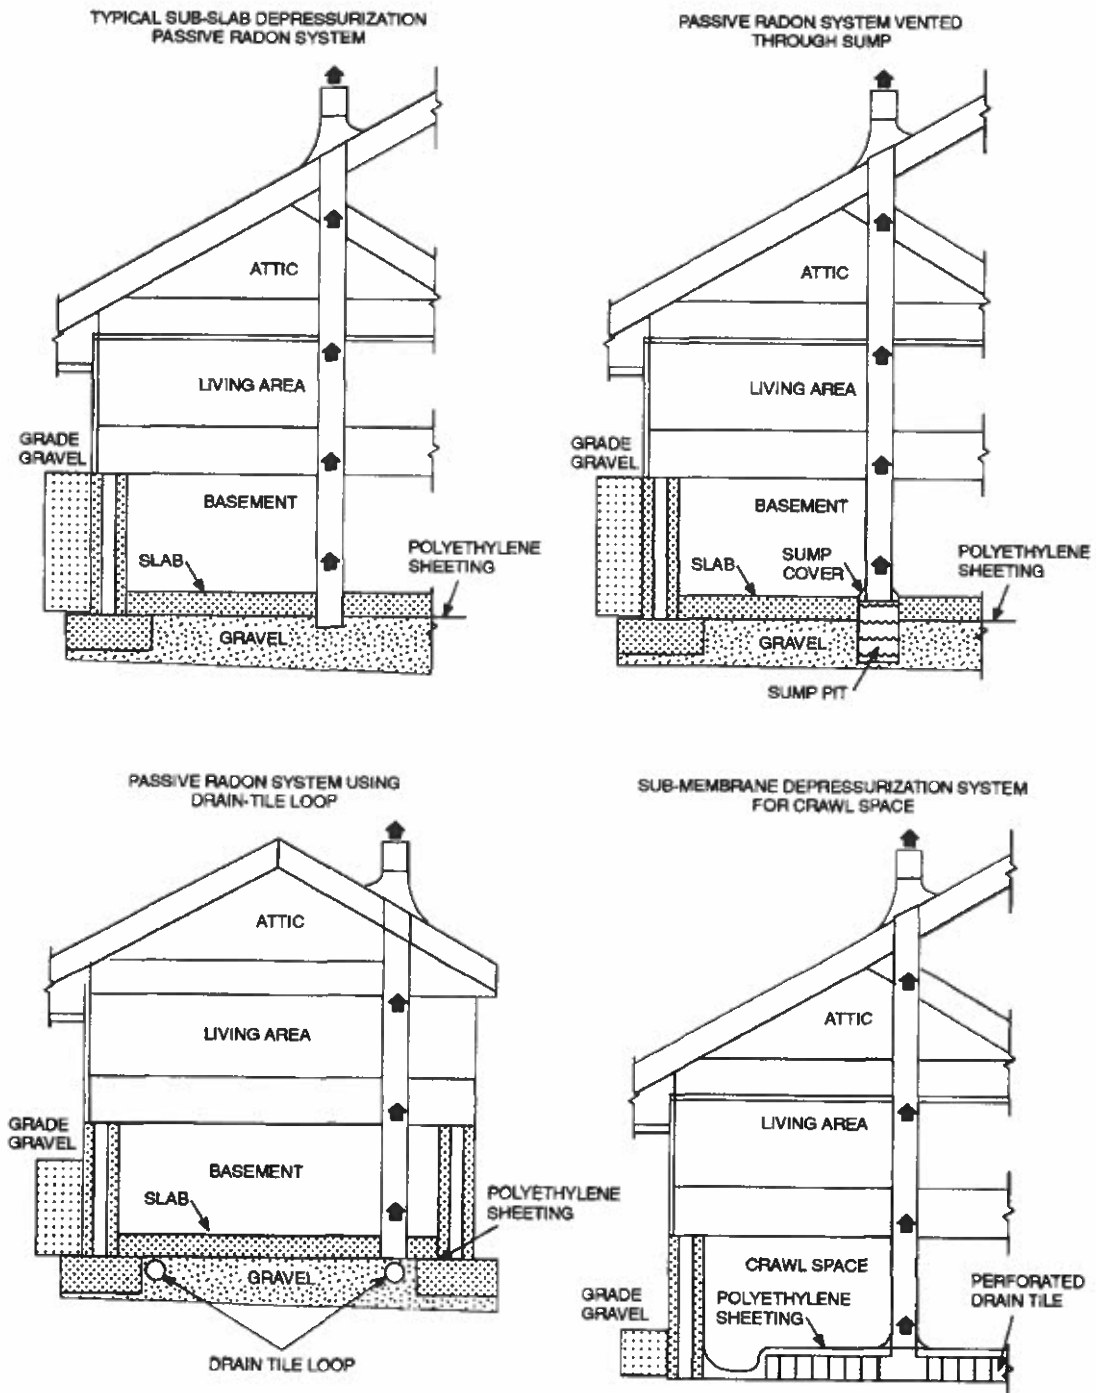 TYPICAL SUB-SLAB DEPRESSURIZATION
PASSIVE RADON SYSTEM
ATTIC
LIVING AREA
GRADE
GRAVEL
BASEMENT
SLAB
POLYETHYLENE
SHEETING
GRAVEL
PASSIVE RADON SYSTEM VENTED
THROUGH SUMP
ATTIC
LIVING AREA
GRADE
GRAVEL
BASEMENT
SLAB
SUMP
COVER
POLYETHYLENE
SHEETING
GRAVEL
SUMP PIT
PASSIVE RADON SYSTEM USING
DRAIN-TILE LOOP
ATTIC
LIVING AREA
GRADE
GRAVEL
BASEMENT
SLAB
POLYETHYLENE
SHEETING
GRAVEL
DRAIN TILE LOOP
SUB-MEMBRANE DEPRESSURIZATION SYSTEM
FOR CRAWL SPACE
ATTIC
LIVING AREA
CRAWL SPACE
GRADE
GRAVEL
POLYETHYLENE
SHEETING
PERFORATED
DRAIN TILE